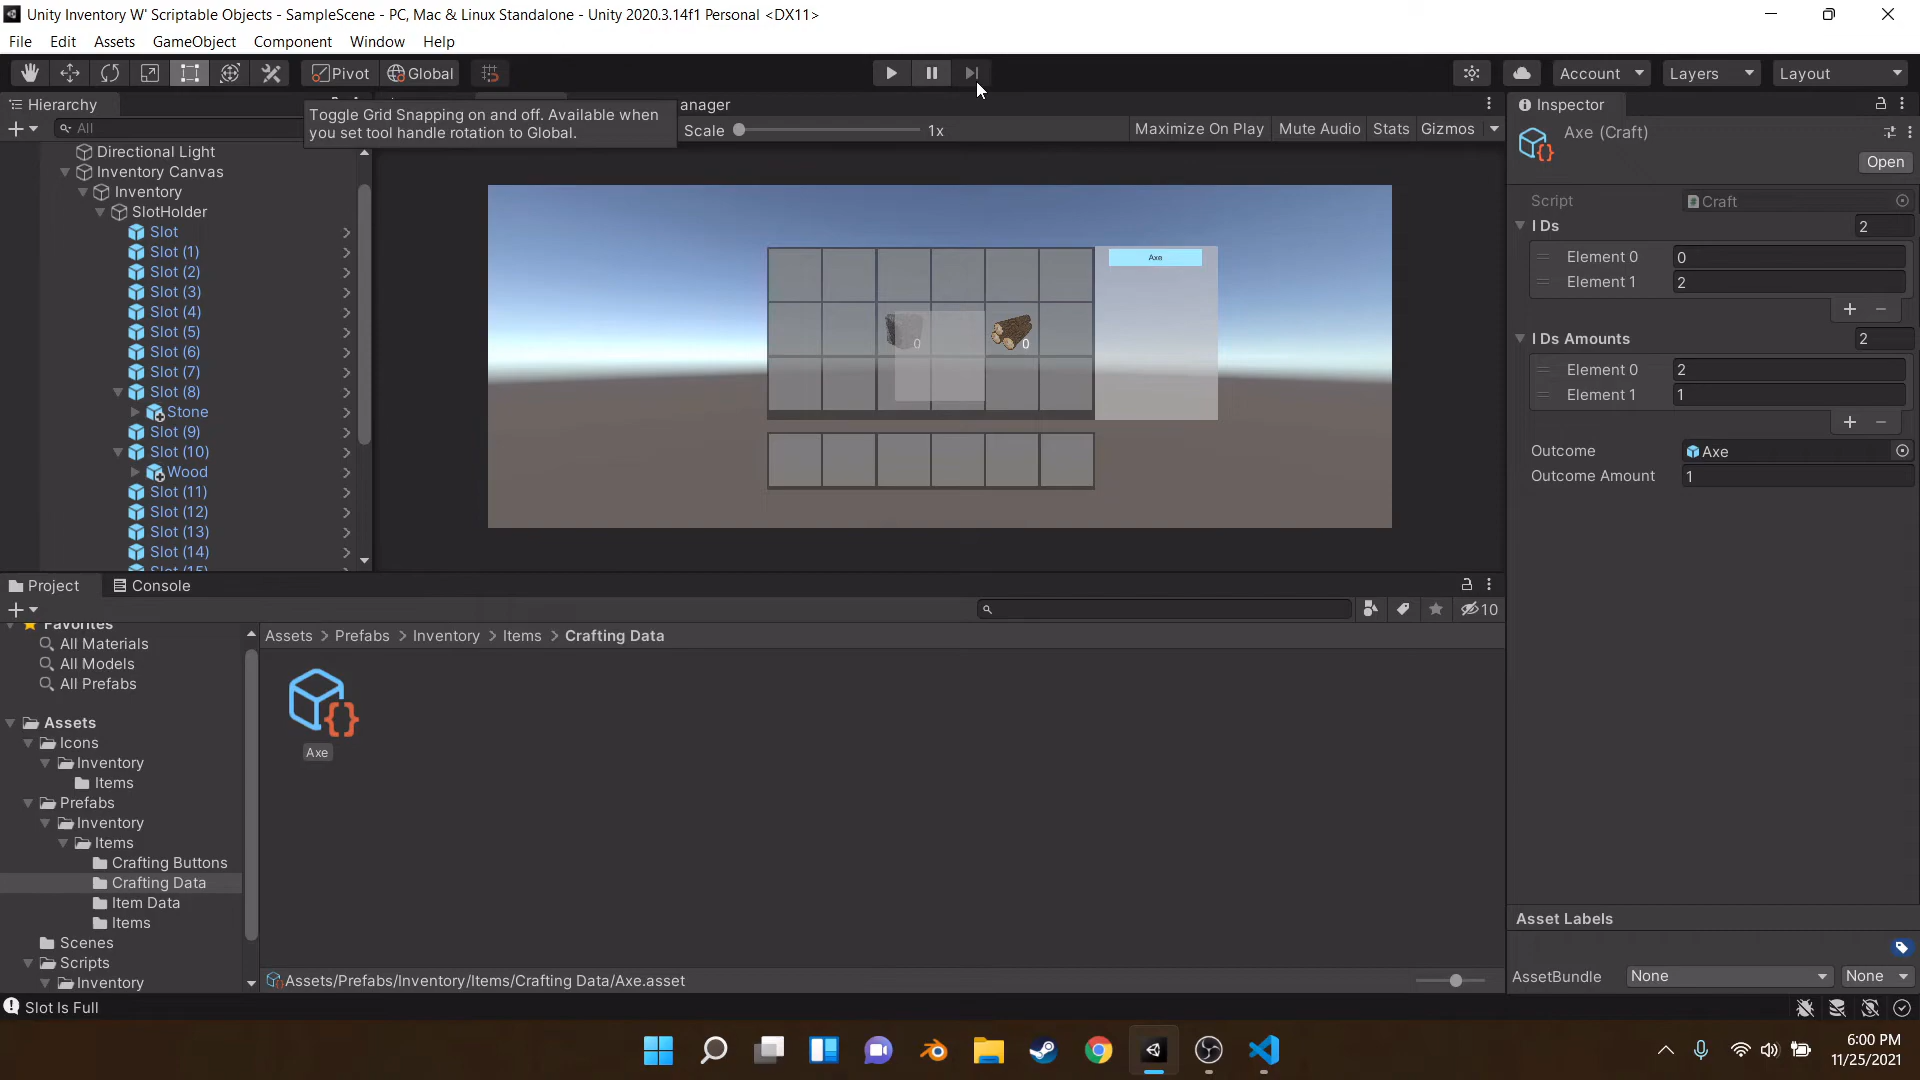 Unity Inventory W' Scriptable Objects - SampleScene - PC, Mac & Linux Standalone - Unity 2020.3.14f1 Personal <DX11>
File Edit Assets GameObject Component Window Help
Pivot Global Account Layers Layout
Hierarchy anager Inspector
All
Toggle Grid Snapping on and off. Available when
you set tool handle rotation to Global.
Scale 1x Maximize On Play Mute Audio Stats Gizmos
Directional Light
Inventory Canvas
Inventory
SlotHolder
Slot
Slot (1)
Slot (2)
Slot (3)
Slot (4)
Slot (5)
Slot (6)
Slot (7)
Slot (8)
Stone
Slot (9)
Slot (10)
Wood
Slot (11)
Slot (12)
Slot (13)
Slot (14)
Slot (15)
Axe
0 0
Axe (Craft)
Open
Script Craft
I Ds 2
Element 0 0
Element 1 2
I Ds Amounts 2
Element 0 2
Element 1 1
Outcome Axe
Outcome Amount 1
Project Console
10
Favorites
All Materials
All Models
All Prefabs
Assets
Icons
Inventory
Items
Prefabs
Inventory
Items
Crafting Buttons
Crafting Data
Item Data
Items
Scenes
Scripts
Inventory
Assets > Prefabs > Inventory > Items > Crafting Data
Axe
Assets/Prefabs/Inventory/Items/Crafting Data/Axe.asset
Asset Labels
AssetBundle None None
Slot Is Full
6:00 PM
11/25/2021